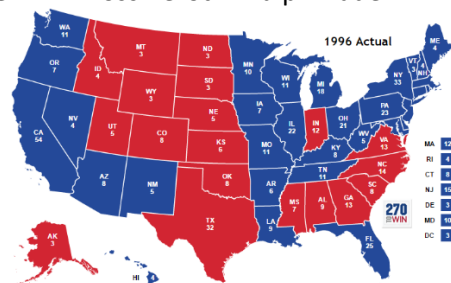 1996 Actual
WA
11
OR
7
CA
54
NV
4
ID
4
MT
3
WY
3
UT
5
AZ
8
CO
8
NM
5
ND
3
SD
3
NE
5
KS
6
OK
8
TX
32
MN
10
IA
7
MO
11
AR
6
LA
9
WI
11
IL
22
MI
18
IN
12
OH
21
KY
8
TN
11
MS
7
AL
9
GA
13
FL
25
SC
8
NC
14
VA
13
WV
5
PA
23
NY
33
VT
3
NH
4
ME
4
MA 12
RI 4
CT 8
NJ 15
DE 3
MD 10
DC 3
AK
3
HI 4
270
WIN